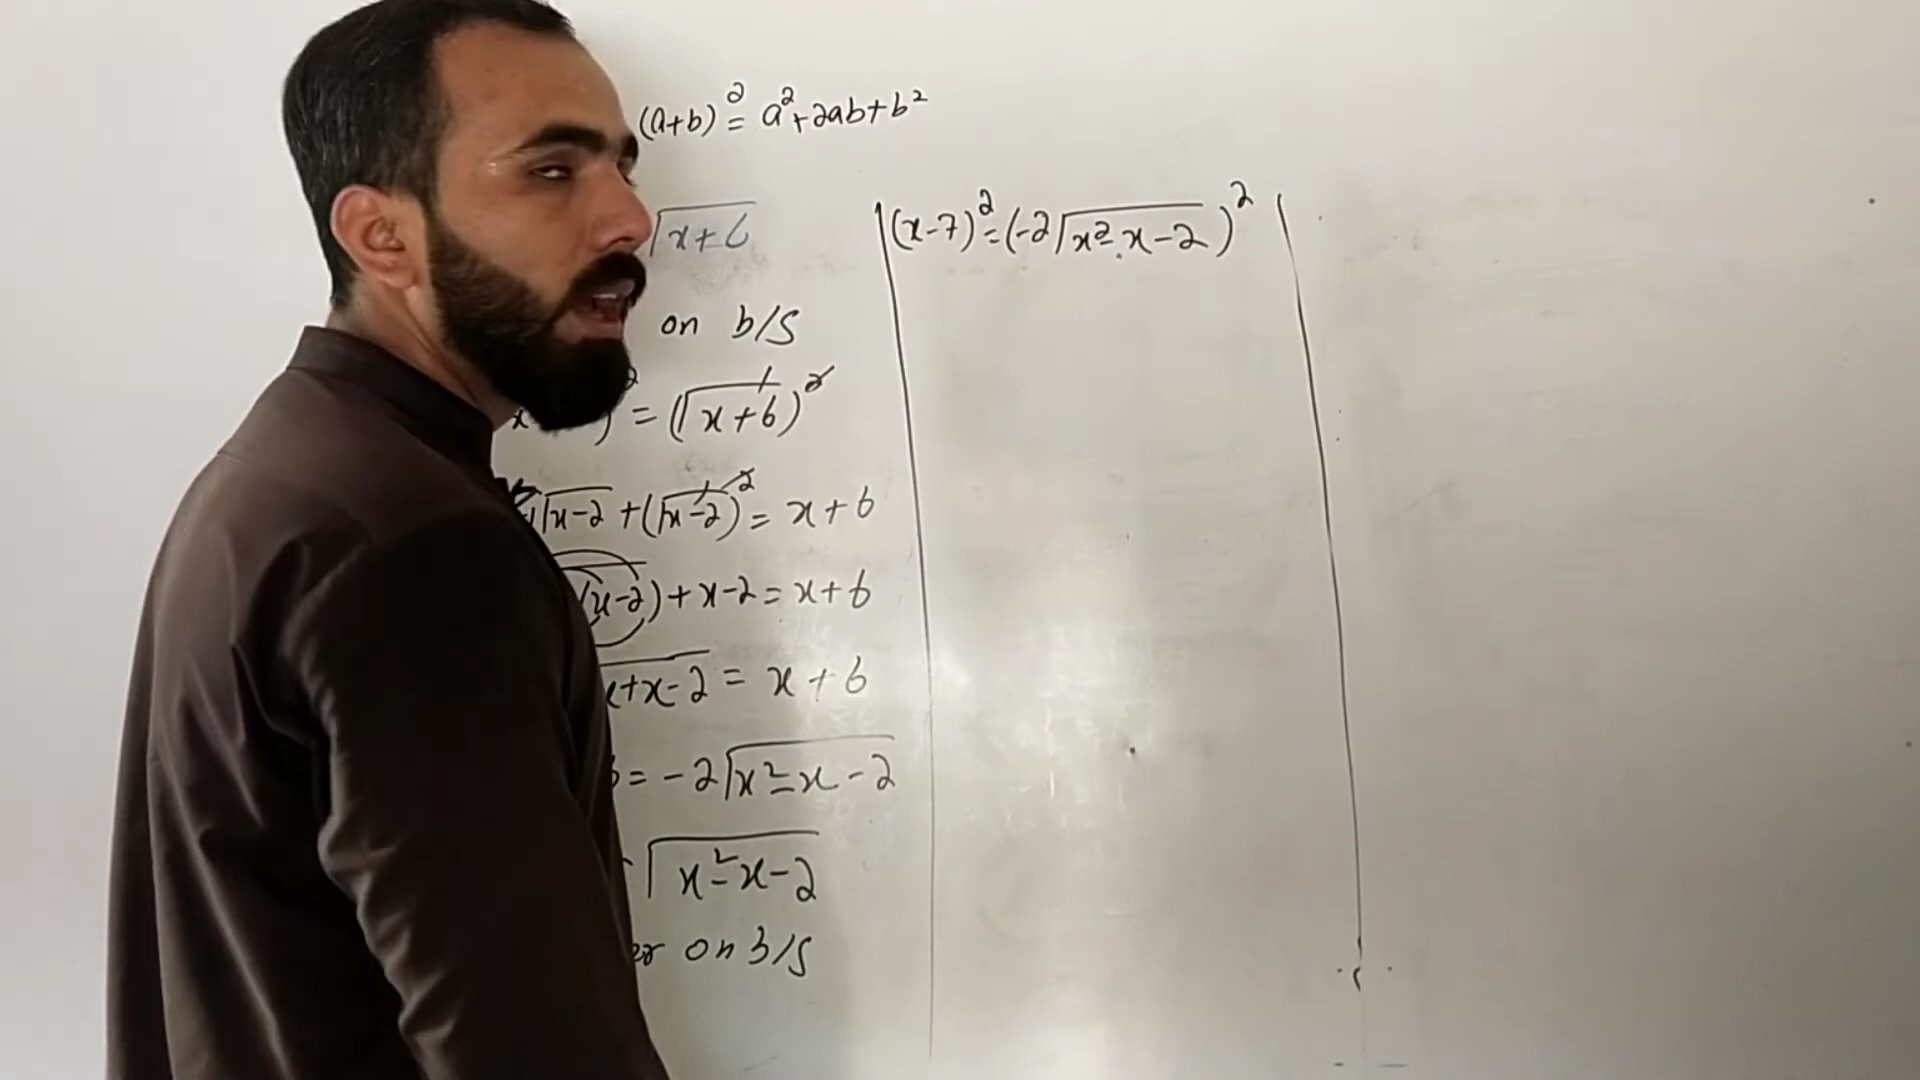 (a+b)² = a²+2ab+b²
√x+6
on b/s
)² = (√x+6)²
√x-2 +(√x-2)² = x+6
(x-2)+x-2 = x+6
x+x-2 = x+6
= -2√x²-x-2
√x²-x-2
on b/s
(x-7)² = (-2√x²-x-2)²